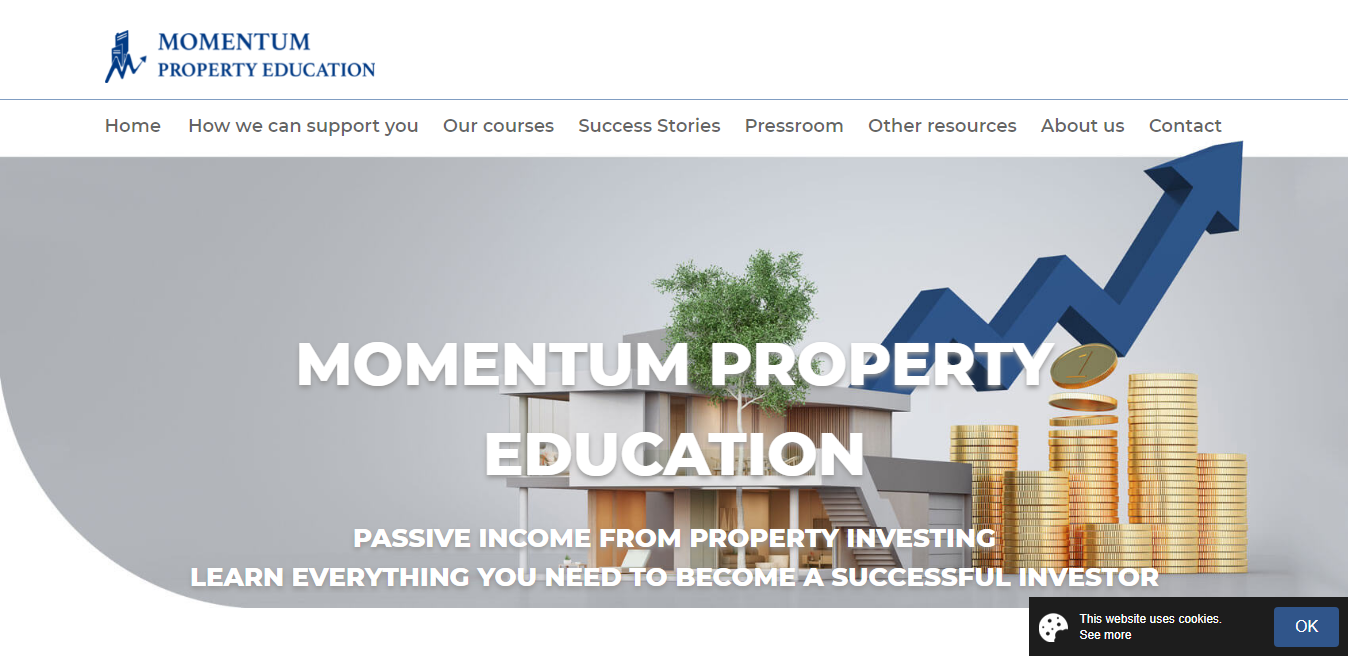 MOMENTUM
PROPERTY EDUCATION
Home How we can support you Our courses Success Stories Pressroom Other resources About us Contact
MOMENTUM PROPERTY
EDUCATION
PASSIVE INCOME FROM PROPERTY INVESTING
LEARN EVERYTHING YOU NEED TO BECOME A SUCCESSFUL INVESTOR
1
This website uses cookies.
See more
OK